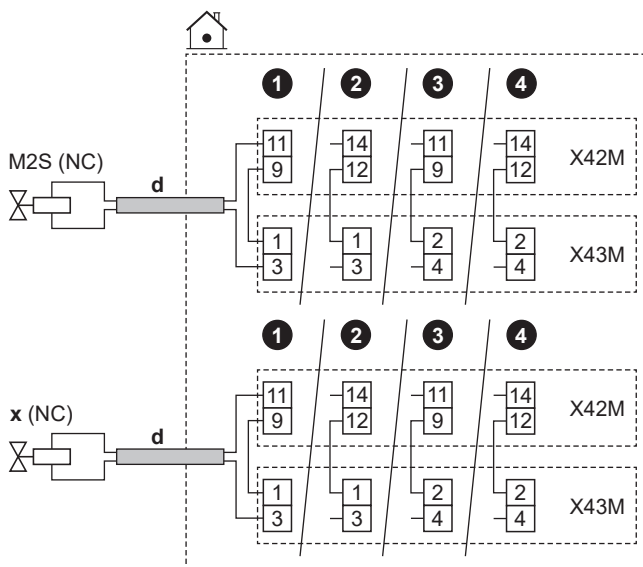 1 2 3 4
11 14 11 14 X42M
M2S (NC)
9 12 9 12
d
1 1 2 2 X43M
3 3 4 4
1 2 3 4
11 14 11 14 X42M
x (NC)
9 12 9 12
d
1 1 2 2 X43M
3 3 4 4